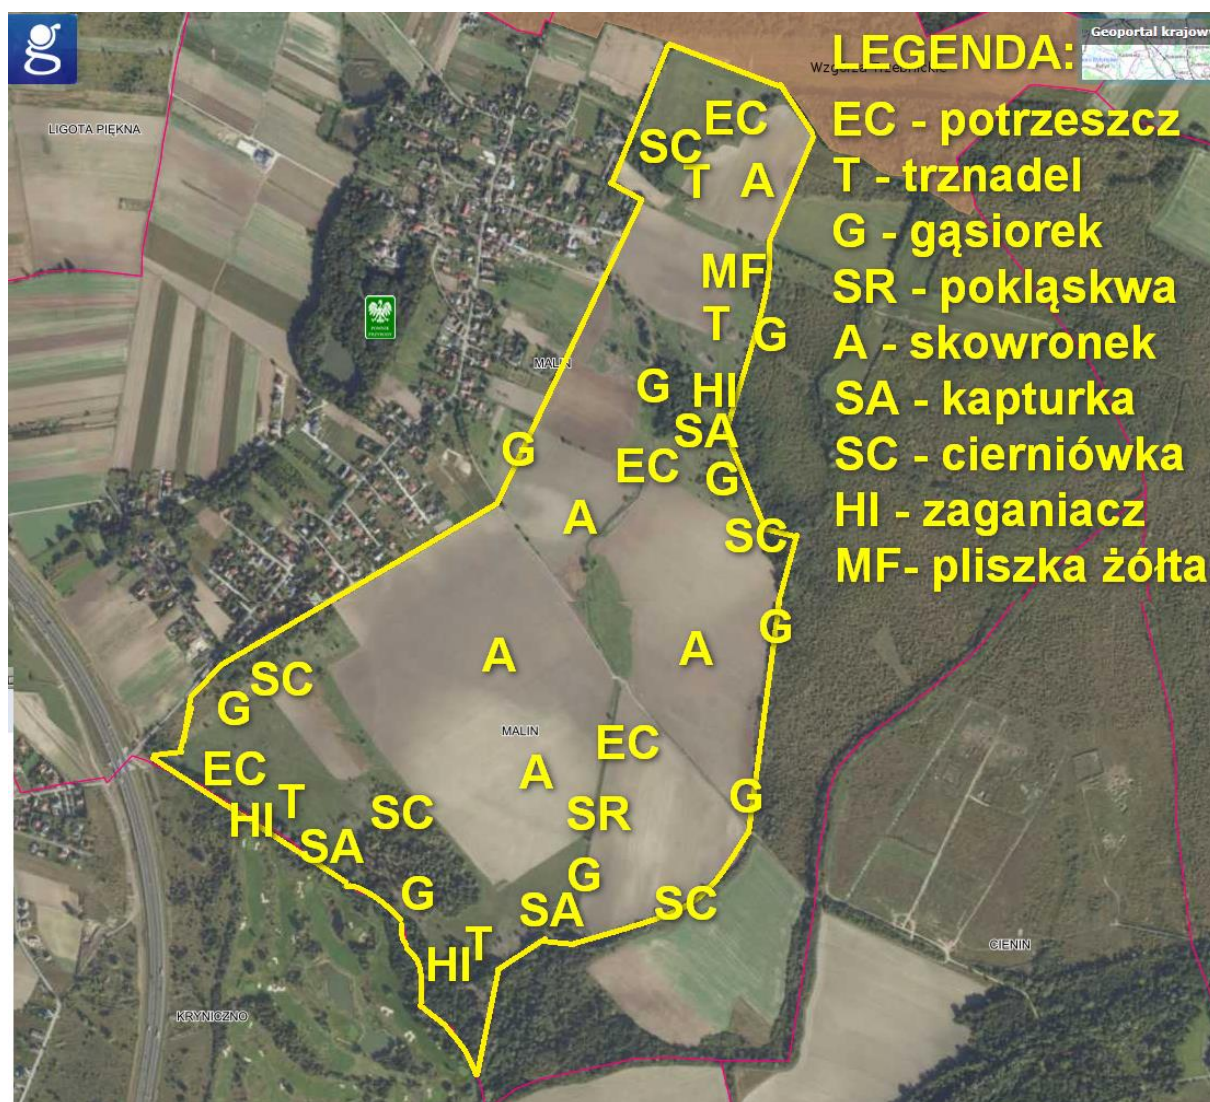 Geoportal krajowy
LEGENDA:
Wzgórza Trzebnickie
EC - potrzeszcz
T - trznadel
G - gąsiorek
SR - pokląskwa
A - skowronek
SA - kapturka
SC - cierniówka
HI - zaganiacz
MF- pliszka żółta
LIGOTA PIĘKNA
EC
SC
T A
MF
T
G
MALIN
G HI
SA
G
EC
G
A
SC
G
A
A
SC
G
MALIN
EC
EC
A
T
G
HI
SC
SR
SA
G
G
SA
SC
T
HI
CIENIN
KRYNICZNO